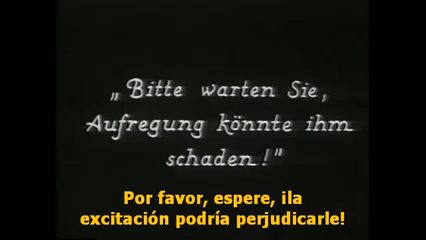 „Bitte warten Sie,
Aufregung könnte ihm
schaden!"
Por favor, espere, ¡la
excitación podría perjudicarle!